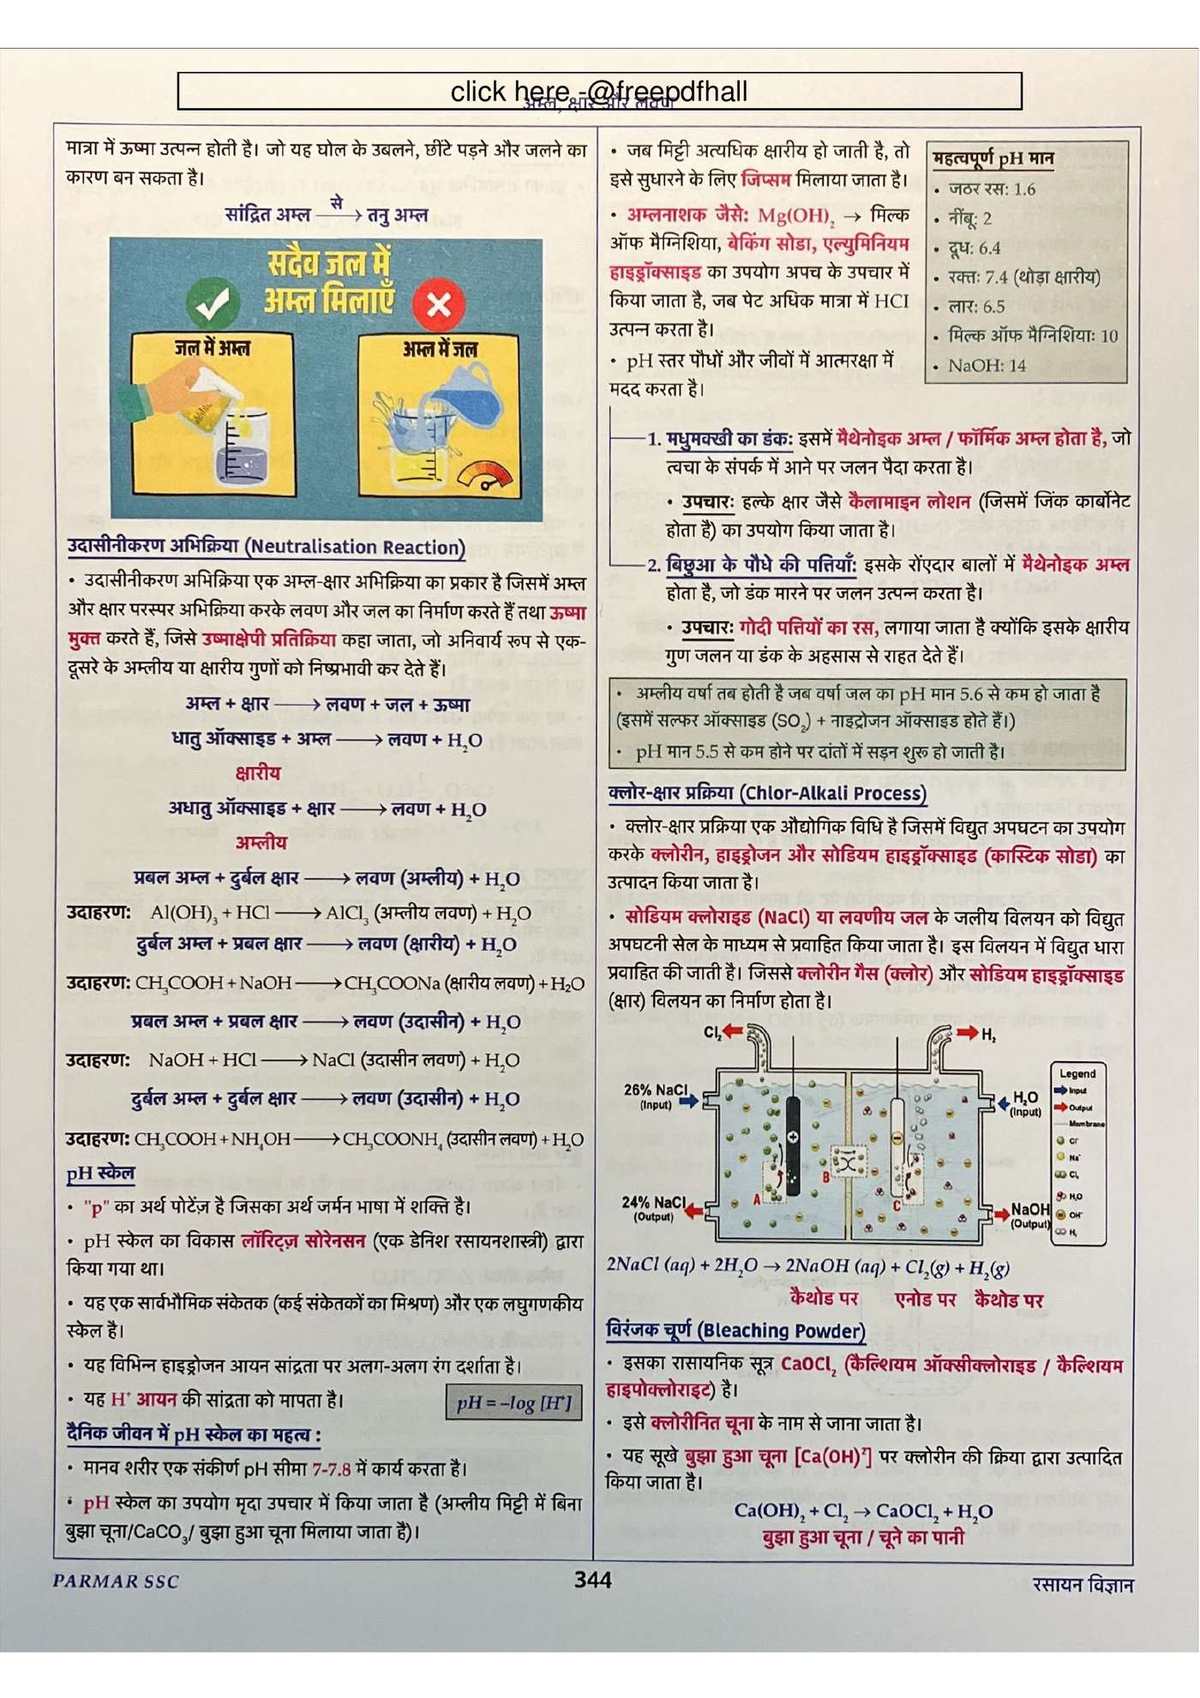 click here -@freepdfhall
अम्ल, क्षार और लवण
मात्रा में ऊष्मा उत्पन्न होती है। जो यह घोल के उबलने, छींटे पड़ने और जलने का
कारण बन सकता है।
सांद्रित अम्ल —से→ तनु अम्ल
सदैव जल में
अम्ल मिलाएँ
जल में अम्ल
अम्ल में जल
उदासीनीकरण अभिक्रिया (Neutralisation Reaction)
• उदासीनीकरण अभिक्रिया एक अम्ल-क्षार अभिक्रिया का प्रकार है जिसमें अम्ल
और क्षार परस्पर अभिक्रिया करके लवण और जल का निर्माण करते हैं तथा ऊष्मा
मुक्त करते हैं, जिसे उष्माक्षेपी प्रतिक्रिया कहा जाता, जो अनिवार्य रूप से एक-
दूसरे के अम्लीय या क्षारीय गुणों को निष्प्रभावी कर देते हैं।
अम्ल + क्षार ⟶ लवण + जल + ऊष्मा
धातु ऑक्साइड + अम्ल ⟶ लवण + H₂O
क्षारीय
अधातु ऑक्साइड + क्षार ⟶ लवण + H₂O
अम्लीय
प्रबल अम्ल + दुर्बल क्षार ⟶ लवण (अम्लीय) + H₂O
उदाहरण: Al(OH)₃ + HCl ⟶ AlCl₃ (अम्लीय लवण) + H₂O
दुर्बल अम्ल + प्रबल क्षार ⟶ लवण (क्षारीय) + H₂O
उदाहरण: CH₃COOH + NaOH ⟶ CH₃COONa (क्षारीय लवण) + H₂O
प्रबल अम्ल + प्रबल क्षार ⟶ लवण (उदासीन) + H₂O
उदाहरण: NaOH + HCl ⟶ NaCl (उदासीन लवण) + H₂O
दुर्बल अम्ल + दुर्बल क्षार ⟶ लवण (उदासीन) + H₂O
उदाहरण: CH₃COOH + NH₄OH ⟶ CH₃COONH₄ (उदासीन लवण) + H₂O
pH स्केल
• "p" का अर्थ पोटेंज़ है जिसका अर्थ जर्मन भाषा में शक्ति है।
• pH स्केल का विकास लॉरिट्ज़ सोरेनसन (एक डेनिश रसायनशास्त्री) द्वारा
किया गया था।
• यह एक सार्वभौमिक संकेतक (कई संकेतकों का मिश्रण) और एक लघुगणकीय
स्केल है।
• यह विभिन्न हाइड्रोजन आयन सांद्रता पर अलग-अलग रंग दर्शाता है।
• यह H⁺ आयन की सांद्रता को मापता है।
pH = –log [H⁺]
दैनिक जीवन में pH स्केल का महत्व :
• मानव शरीर एक संकीर्ण pH सीमा 7-7.8 में कार्य करता है।
• pH स्केल का उपयोग मृदा उपचार में किया जाता है (अम्लीय मिट्टी में बिना
बुझा चूना/CaCO₃/ बुझा हुआ चूना मिलाया जाता है)।
• जब मिट्टी अत्यधिक क्षारीय हो जाती है, तो
इसे सुधारने के लिए जिप्सम मिलाया जाता है।
• अम्लनाशक जैसे: Mg(OH)₂ → मिल्क
ऑफ मैग्निशिया, बेकिंग सोडा, एल्युमिनियम
हाइड्रॉक्साइड का उपयोग अपच के उपचार में
किया जाता है, जब पेट अधिक मात्रा में HCl
उत्पन्न करता है।
• pH स्तर पौधों और जीवों में आत्मरक्षा में
मदद करता है।
महत्वपूर्ण pH मान
• जठर रस: 1.6
• नींबू: 2
• दूध: 6.4
• रक्त: 7.4 (थोड़ा क्षारीय)
• लार: 6.5
• मिल्क ऑफ मैग्निशिया: 10
• NaOH: 14
1. मधुमक्खी का डंक: इसमें मैथेनोइक अम्ल / फॉर्मिक अम्ल होता है, जो
त्वचा के संपर्क में आने पर जलन पैदा करता है।
• उपचार: हल्के क्षार जैसे कैलामाइन लोशन (जिसमें जिंक कार्बोनेट
होता है) का उपयोग किया जाता है।
2. बिछुआ के पौधे की पत्तियाँ: इसके रोंएदार बालों में मैथेनोइक अम्ल
होता है, जो डंक मारने पर जलन उत्पन्न करता है।
• उपचार: गोदी पत्तियों का रस, लगाया जाता है क्योंकि इसके क्षारीय
गुण जलन या डंक के अहसास से राहत देते हैं।
• अम्लीय वर्षा तब होती है जब वर्षा जल का pH मान 5.6 से कम हो जाता है
(इसमें सल्फर ऑक्साइड (SO₂) + नाइट्रोजन ऑक्साइड होते हैं।)
• pH मान 5.5 से कम होने पर दांतों में सड़न शुरू हो जाती है।
क्लोर-क्षार प्रक्रिया (Chlor-Alkali Process)
• क्लोर-क्षार प्रक्रिया एक औद्योगिक विधि है जिसमें विद्युत अपघटन का उपयोग
करके क्लोरीन, हाइड्रोजन और सोडियम हाइड्रॉक्साइड (कास्टिक सोडा) का
उत्पादन किया जाता है।
• सोडियम क्लोराइड (NaCl) या लवणीय जल के जलीय विलयन को विद्युत
अपघटनी सेल के माध्यम से प्रवाहित किया जाता है। इस विलयन में विद्युत धारा
प्रवाहित की जाती है। जिससे क्लोरीन गैस (क्लोर) और सोडियम हाइड्रॉक्साइड
(क्षार) विलयन का निर्माण होता है।
Cl₂
H₂
26% NaCl
(Input)
H₂O
(Input)
24% NaCl
(Output)
NaOH
(Output)
A
B
C
+
−
Legend
Input
Output
Membrane
Cl⁻
Na⁺
Cl₂
H₂O
OH⁻
H₂
2NaCl (aq) + 2H₂O → 2NaOH (aq) + Cl₂(g) + H₂(g)
कैथोड पर एनोड पर कैथोड पर
विरंजक चूर्ण (Bleaching Powder)
• इसका रासायनिक सूत्र CaOCl₂ (कैल्शियम ऑक्सीक्लोराइड / कैल्शियम
हाइपोक्लोराइट) है।
• इसे क्लोरीनित चूना के नाम से जाना जाता है।
• यह सूखे बुझा हुआ चूना [Ca(OH)²] पर क्लोरीन की क्रिया द्वारा उत्पादित
किया जाता है।
Ca(OH)₂ + Cl₂ → CaOCl₂ + H₂O
बुझा हुआ चूना / चूने का पानी
PARMAR SSC
344
रसायन विज्ञान